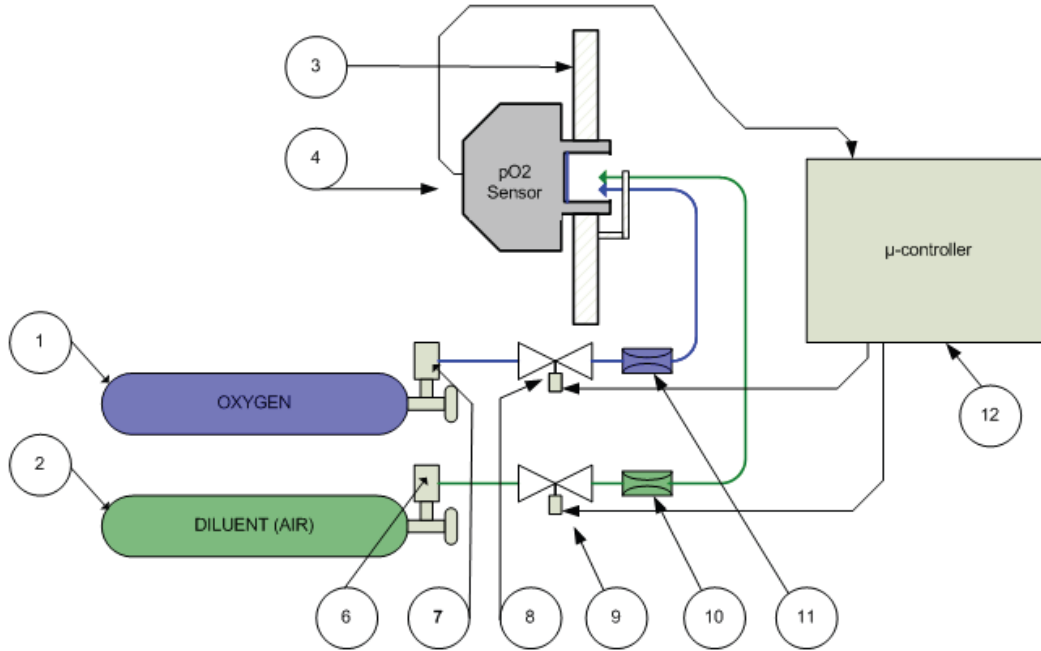 3
4
pO2
Sensor
µ-controller
1
OXYGEN
12
2
DILUENT (AIR)
6
7
8
9
10
11